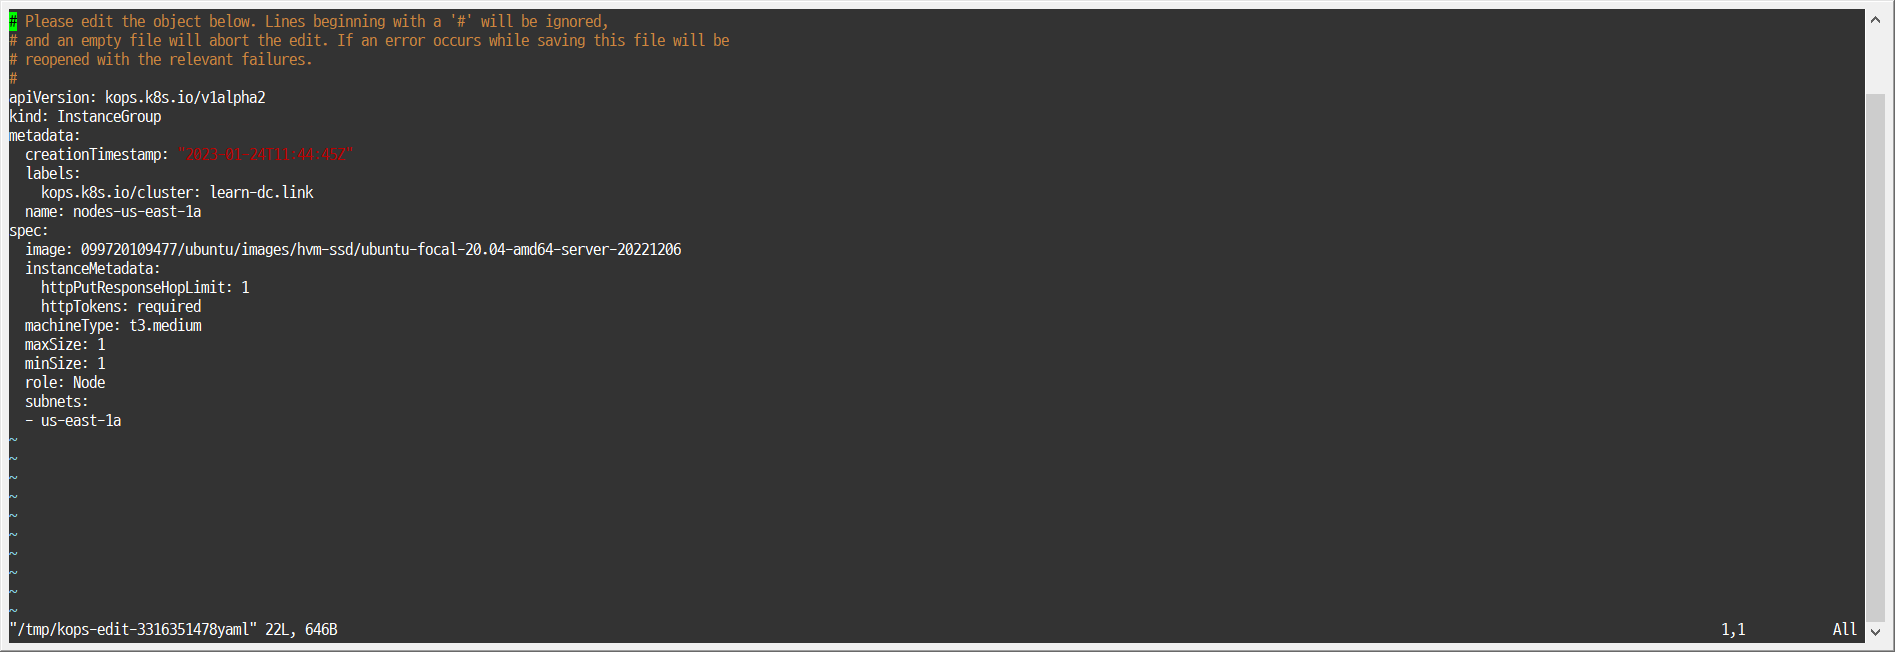 # Please edit the object below. Lines beginning with a '#' will be ignored,
# and an empty file will abort the edit. If an error occurs while saving this file will be
# reopened with the relevant failures.
#
apiVersion: kops.k8s.io/v1alpha2
kind: InstanceGroup
metadata:
  creationTimestamp: "2023-01-24T11:44:45Z"
  labels:
    kops.k8s.io/cluster: learn-dc.link
  name: nodes-us-east-1a
spec:
  image: 099720109477/ubuntu/images/hvm-ssd/ubuntu-focal-20.04-amd64-server-20221206
  instanceMetadata:
    httpPutResponseHopLimit: 1
    httpTokens: required
  machineType: t3.medium
  maxSize: 1
  minSize: 1
  role: Node
  subnets:
  - us-east-1a
~
~
~
~
~
~
~
~
~
~
"/tmp/kops-edit-3316351478yaml" 22L, 646B 1,1 All